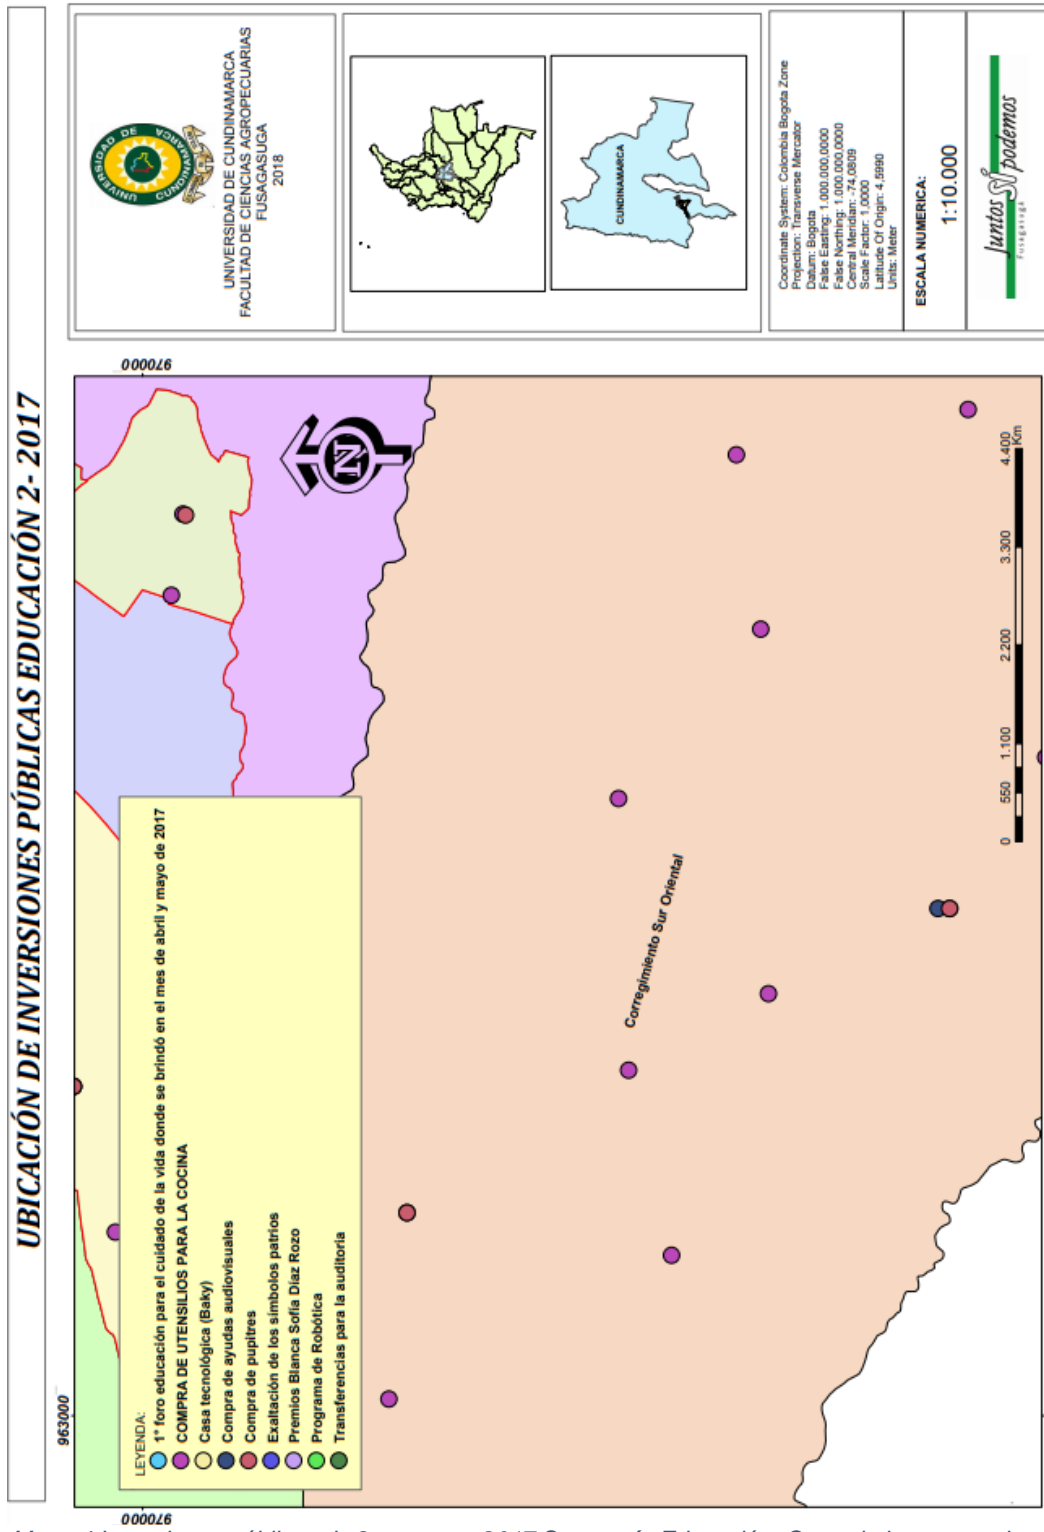 UBICACIÓN DE INVERSIONES PÚBLICAS EDUCACIÓN 2- 2017
963000
970000
970000
LEYENDA:
1° foro educación para el cuidado de la vida donde se brindó en el mes de abril y mayo de 2017
COMPRA DE UTENSILIOS PARA LA COCINA
Casa tecnológica (Baky)
Compra de ayudas audiovisuales
Compra de pupitres
Exaltación de los símbolos patrios
Premios Blanca Sofía Díaz Rozo
Programa de Robótica
Transferencias para la auditoria
N
Corregimiento Sur Oriental
0 550 1.100 2.200 3.300 4.400
Km
UNIVERSIDAD DE CUNDINAMARCA
UNIVERSIDAD DE CUNDINAMARCA
FACULTAD DE CIENCIAS AGROPECUARIAS
FUSAGASUGA
2018
CUNDINAMARCA
Coordinate System: Colombia Bogota Zone
Projection: Transverse Mercator
Datum: Bogota
False Easting: 1.000.000,0000
False Northing: 1.000.000,0000
Central Meridian: -74,0809
Scale Factor: 1,0000
Latitude Of Origin: 4,5990
Units: Meter
ESCALA NUMERICA:
1:10.000
Juntos Sí podemos
Fusagasugá